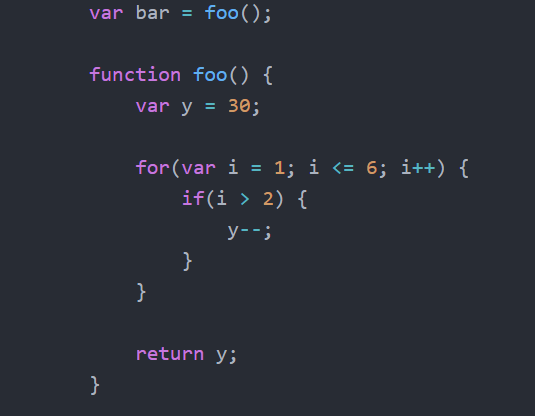 var bar = foo();
function foo() {
var y = 30;
for(var i = 1; i <= 6; i++) {
if(i > 2) {
y--;
}
}
return y;
}